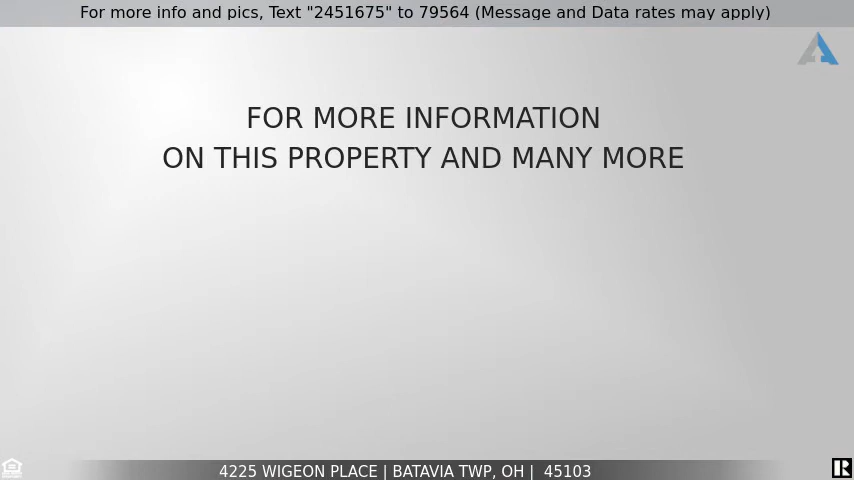 For more info and pics, Text "2451675" to 79564 (Message and Data rates may apply)
FOR MORE INFORMATION
ON THIS PROPERTY AND MANY MORE
4225 WIGEON PLACE | BATAVIA TWP, OH |  45103